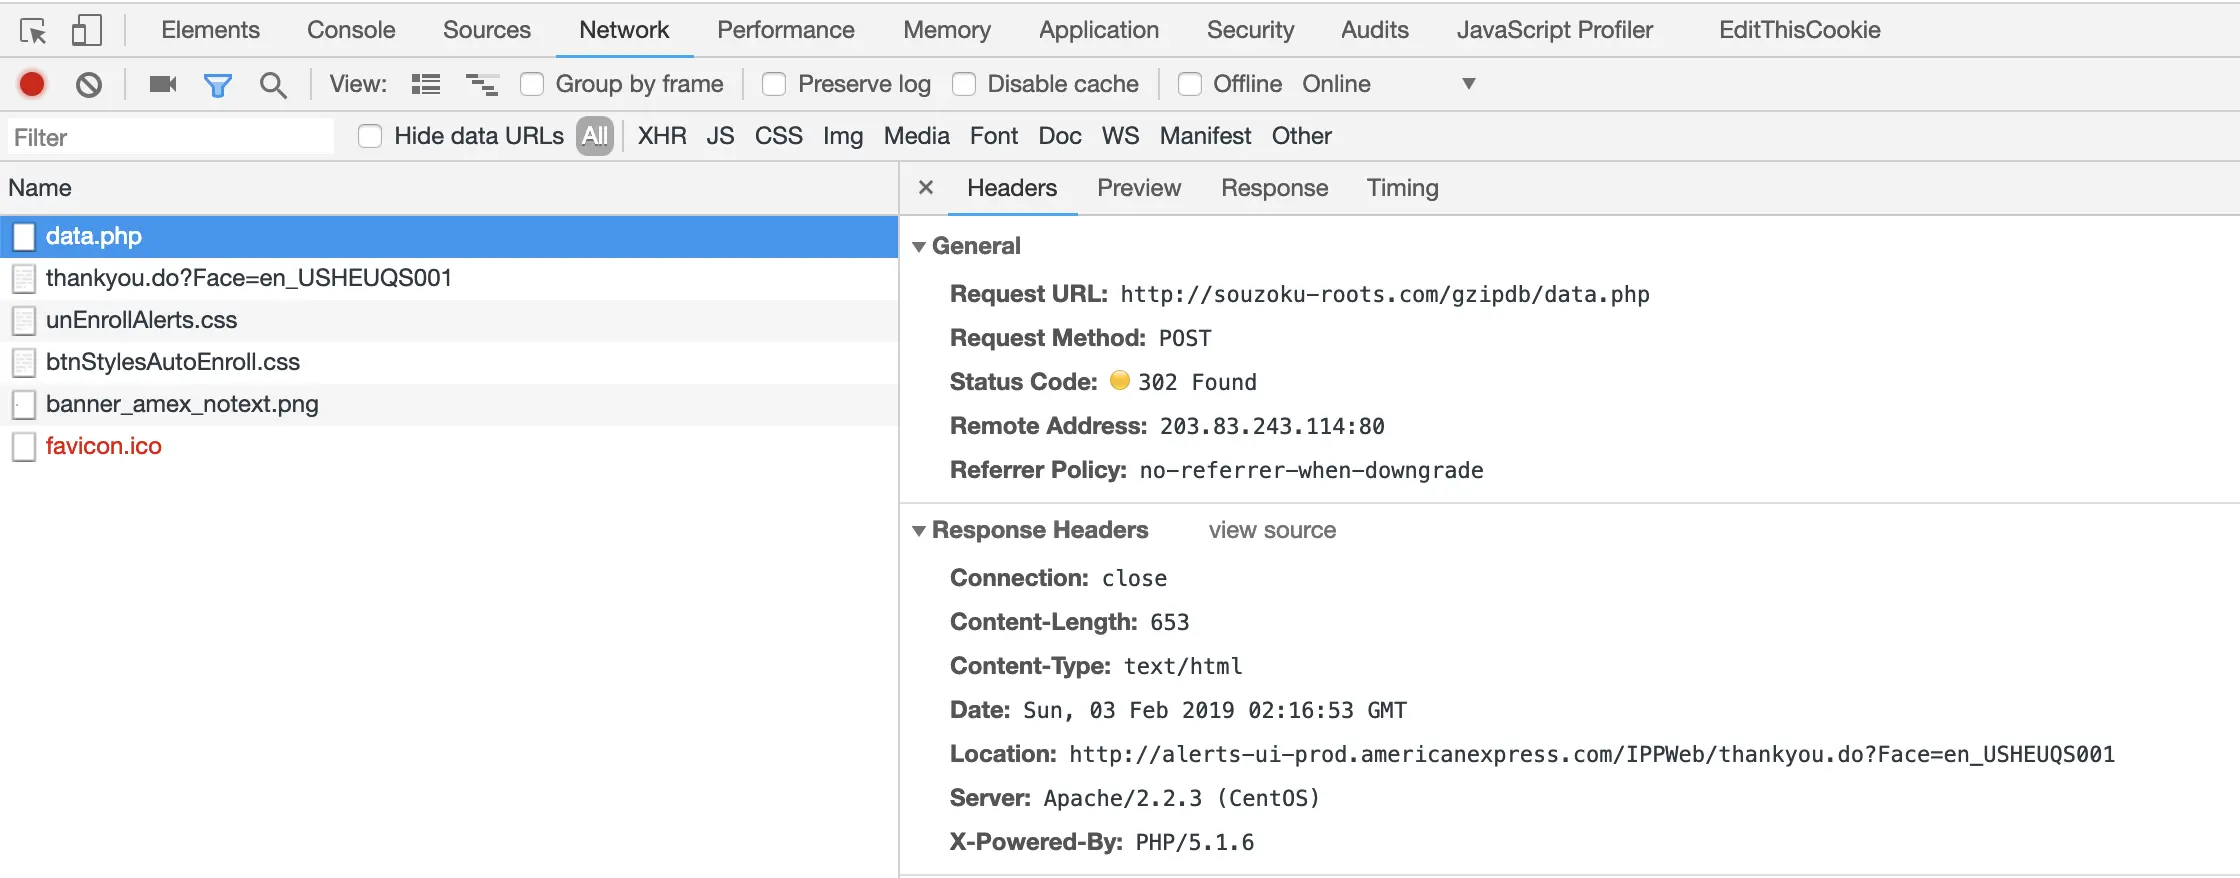 Elements Console Sources Network Performance Memory Application Security Audits JavaScript Profiler EditThisCookie
View: Group by frame Preserve log Disable cache Offline Online
Filter Hide data URLs All XHR JS CSS Img Media Font Doc WS Manifest Other
Name
data.php
thankyou.do?Face=en_USHEUQS001
unEnrollAlerts.css
btnStylesAutoEnroll.css
banner_amex_notext.png
favicon.ico
Headers Preview Response Timing
General
Request URL: http://souzoku-roots.com/gzipdb/data.php
Request Method: POST
Status Code: 302 Found
Remote Address: 203.83.243.114:80
Referrer Policy: no-referrer-when-downgrade
Response Headers view source
Connection: close
Content-Length: 653
Content-Type: text/html
Date: Sun, 03 Feb 2019 02:16:53 GMT
Location: http://alerts-ui-prod.americanexpress.com/IPPWeb/thankyou.do?Face=en_USHEUQS001
Server: Apache/2.2.3 (CentOS)
X-Powered-By: PHP/5.1.6